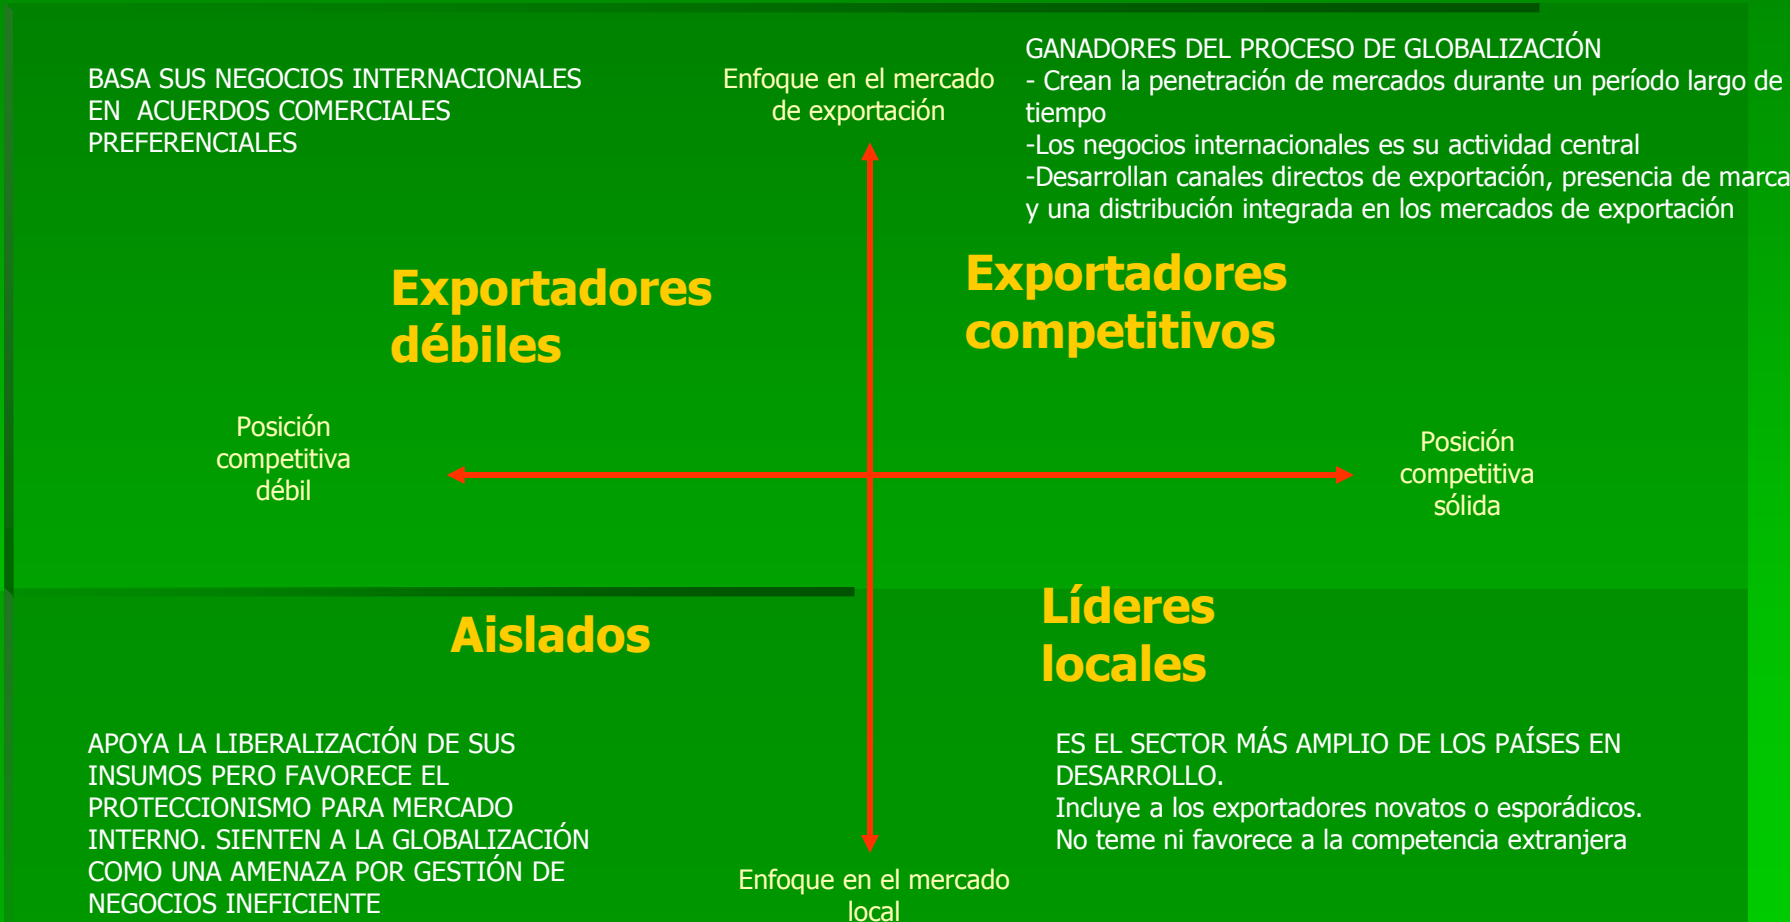 BASA SUS NEGOCIOS INTERNACIONALES
EN ACUERDOS COMERCIALES
PREFERENCIALES
Enfoque en el mercado
de exportación
GANADORES DEL PROCESO DE GLOBALIZACIÓN
- Crean la penetración de mercados durante un período largo de
tiempo
-Los negocios internacionales es su actividad central
-Desarrollan canales directos de exportación, presencia de marca
y una distribución integrada en los mercados de exportación
Exportadores
débiles
Exportadores
competitivos
Posición
competitiva
débil
Posición
competitiva
sólida
Aislados
Líderes
locales
APOYA LA LIBERALIZACIÓN DE SUS
INSUMOS PERO FAVORECE EL
PROTECCIONISMO PARA MERCADO
INTERNO. SIENTEN A LA GLOBALIZACIÓN
COMO UNA AMENAZA POR GESTIÓN DE
NEGOCIOS INEFICIENTE
ES EL SECTOR MÁS AMPLIO DE LOS PAÍSES EN
DESARROLLO.
Incluye a los exportadores novatos o esporádicos.
No teme ni favorece a la competencia extranjera
Enfoque en el mercado
local